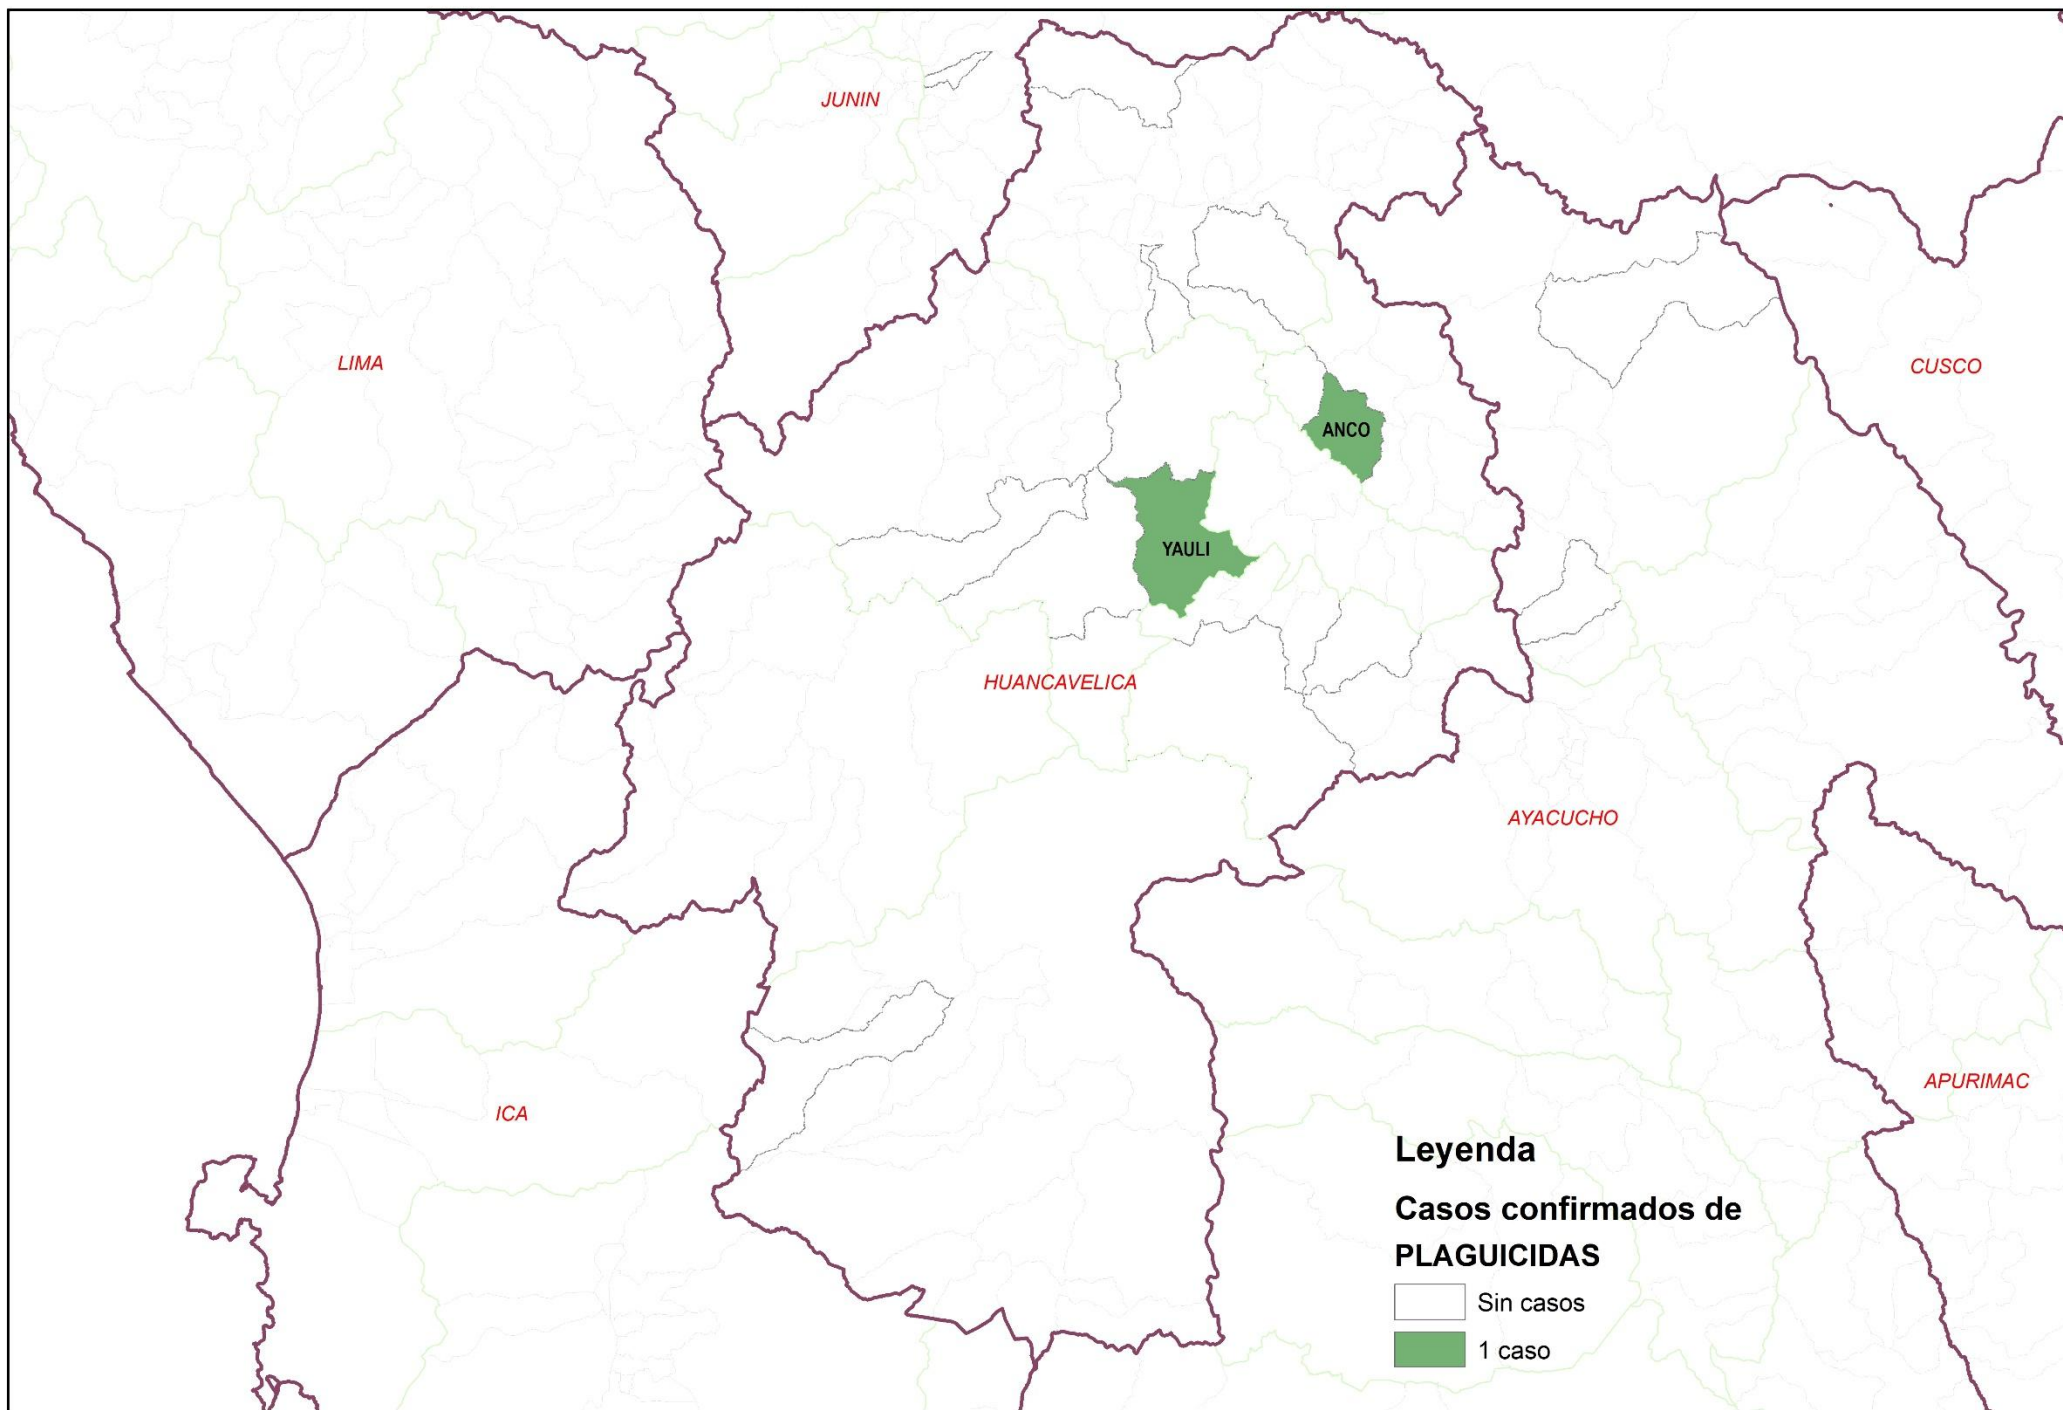 JUNIN
LIMA
CUSCO
ANCO
YAULI
HUANCAVELICA
AYACUCHO
APURIMAC
ICA
Leyenda
Casos confirmados de
PLAGUICIDAS
Sin casos
1 caso